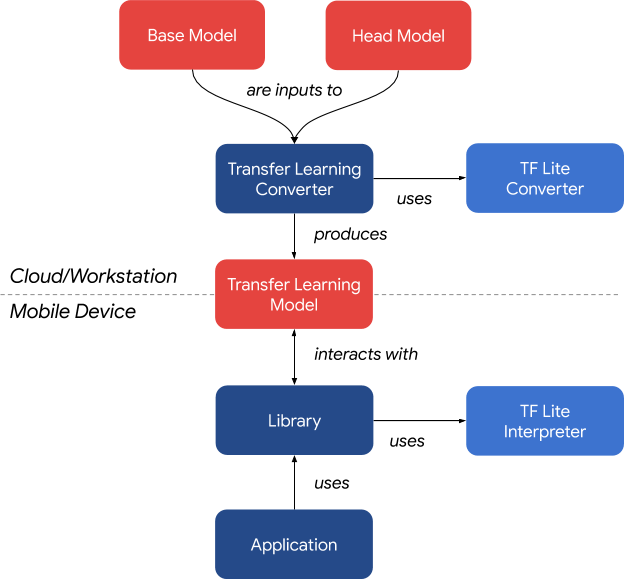 Base Model
Head Model
are inputs to
Transfer Learning
Converter
uses
TF Lite
Converter
produces
Cloud/Workstation
Transfer Learning
Model
Mobile Device
interacts with
Library
uses
TF Lite
Interpreter
uses
Application